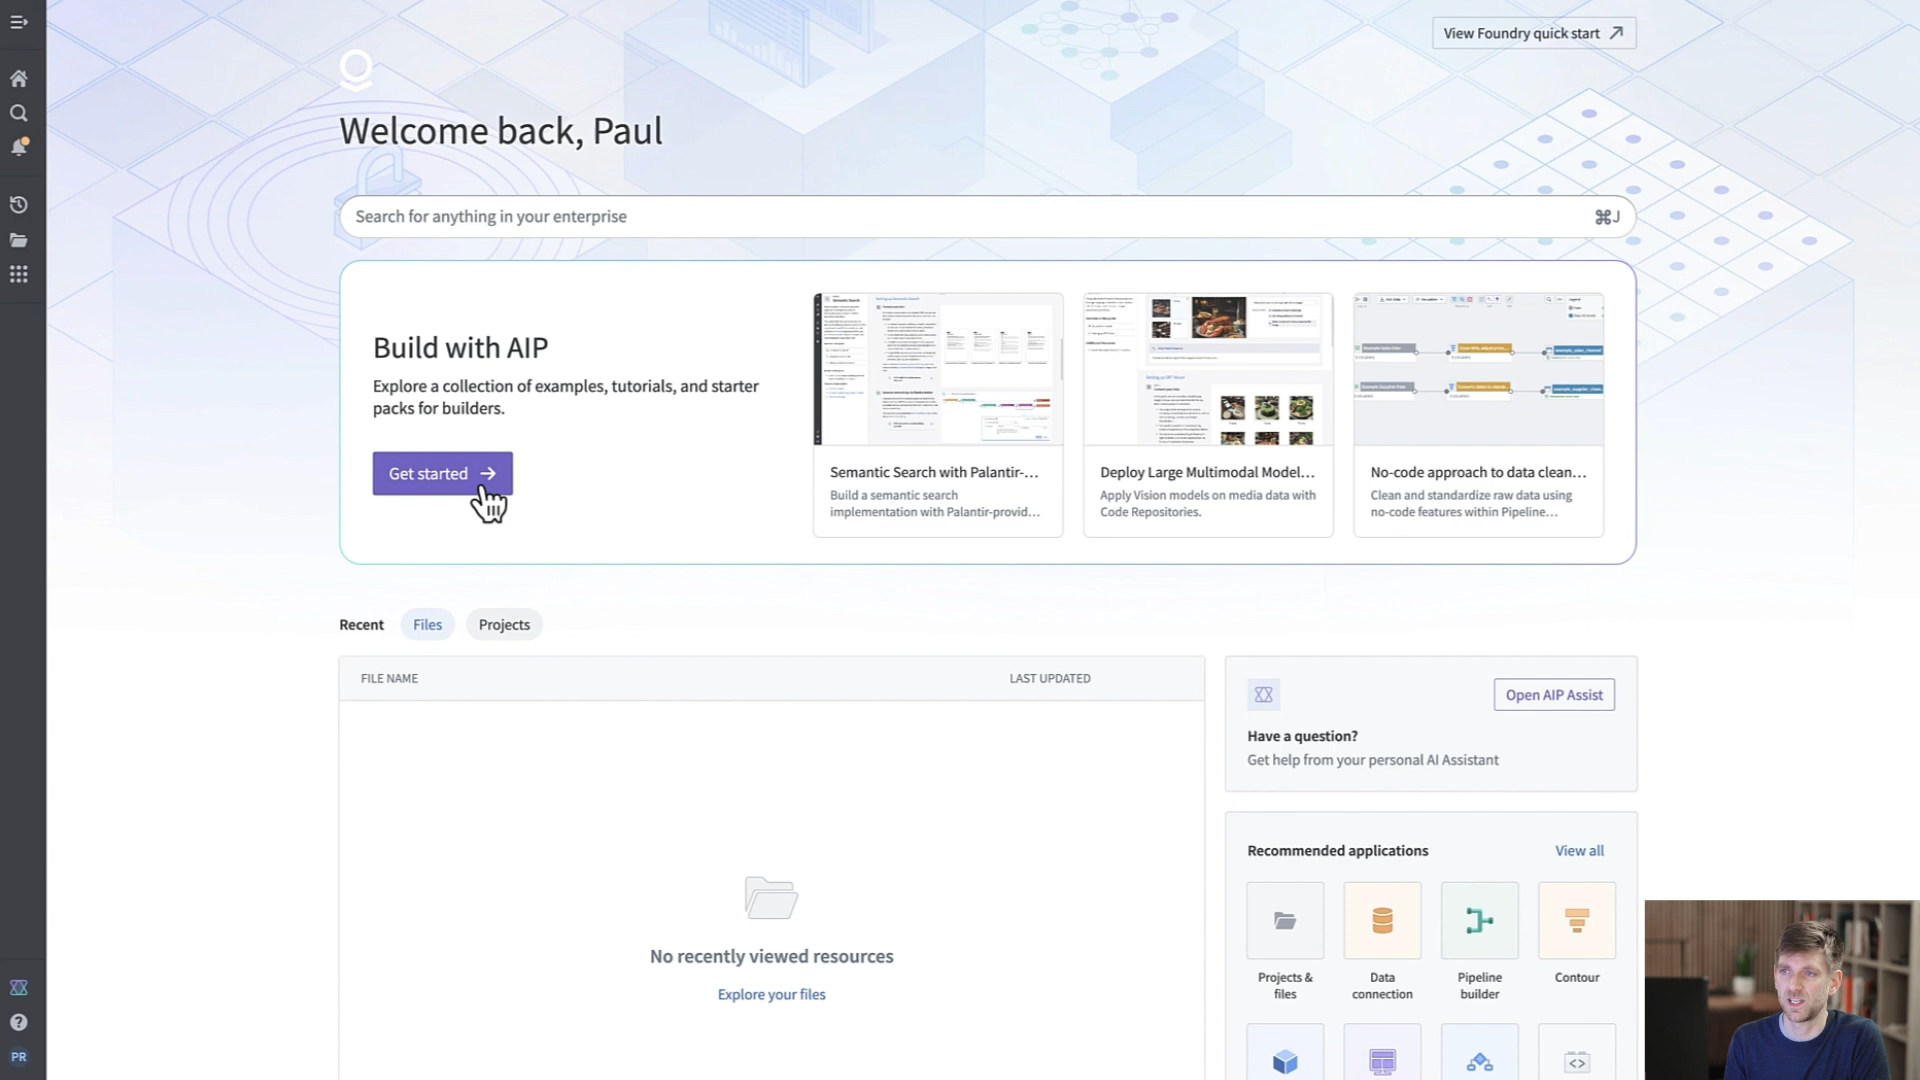 View Foundry quick start
Welcome back, Paul
Search for anything in your enterprise
⌘J
Build with AIP
Explore a collection of examples, tutorials, and starter
packs for builders.
Get started
Semantic Search with Palantir-...
Build a semantic search
implementation with Palantir-provid...
Deploy Large Multimodal Model...
Apply Vision models on media data with
Code Repositories.
No-code approach to data clean...
Clean and standardize raw data using
no-code features within Pipeline...
Recent
Files
Projects
FILE NAME
LAST UPDATED
No recently viewed resources
Explore your files
Open AIP Assist
Have a question?
Get help from your personal AI Assistant
Recommended applications
View all
Projects &
files
Data
connection
Pipeline
builder
Contour
PR